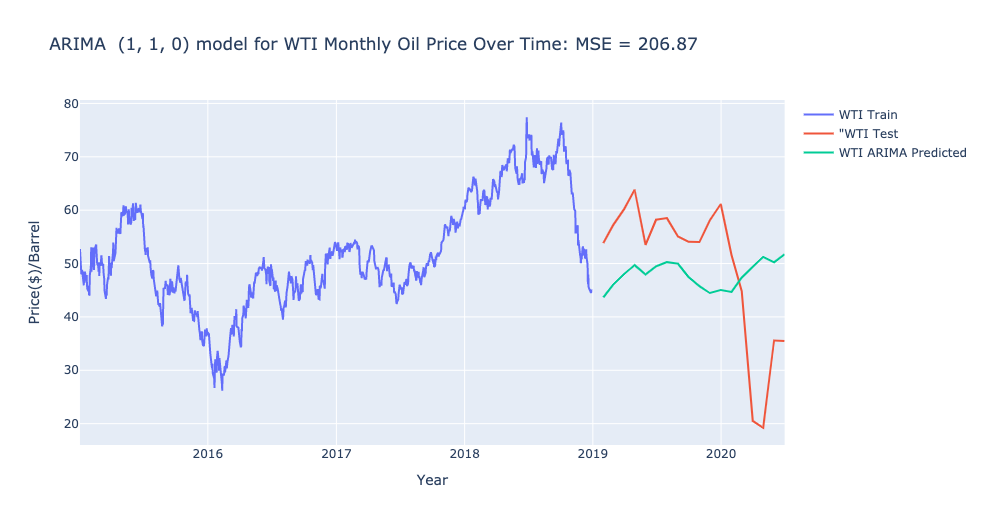 ARIMA  (1, 1, 0) model for WTI Monthly Oil Price Over Time: MSE = 206.87
WTI Train
"WTI Test
WTI ARIMA Predicted
Price($)/Barrel
80
70
60
50
40
30
20
2016
2017
2018
2019
2020
Year